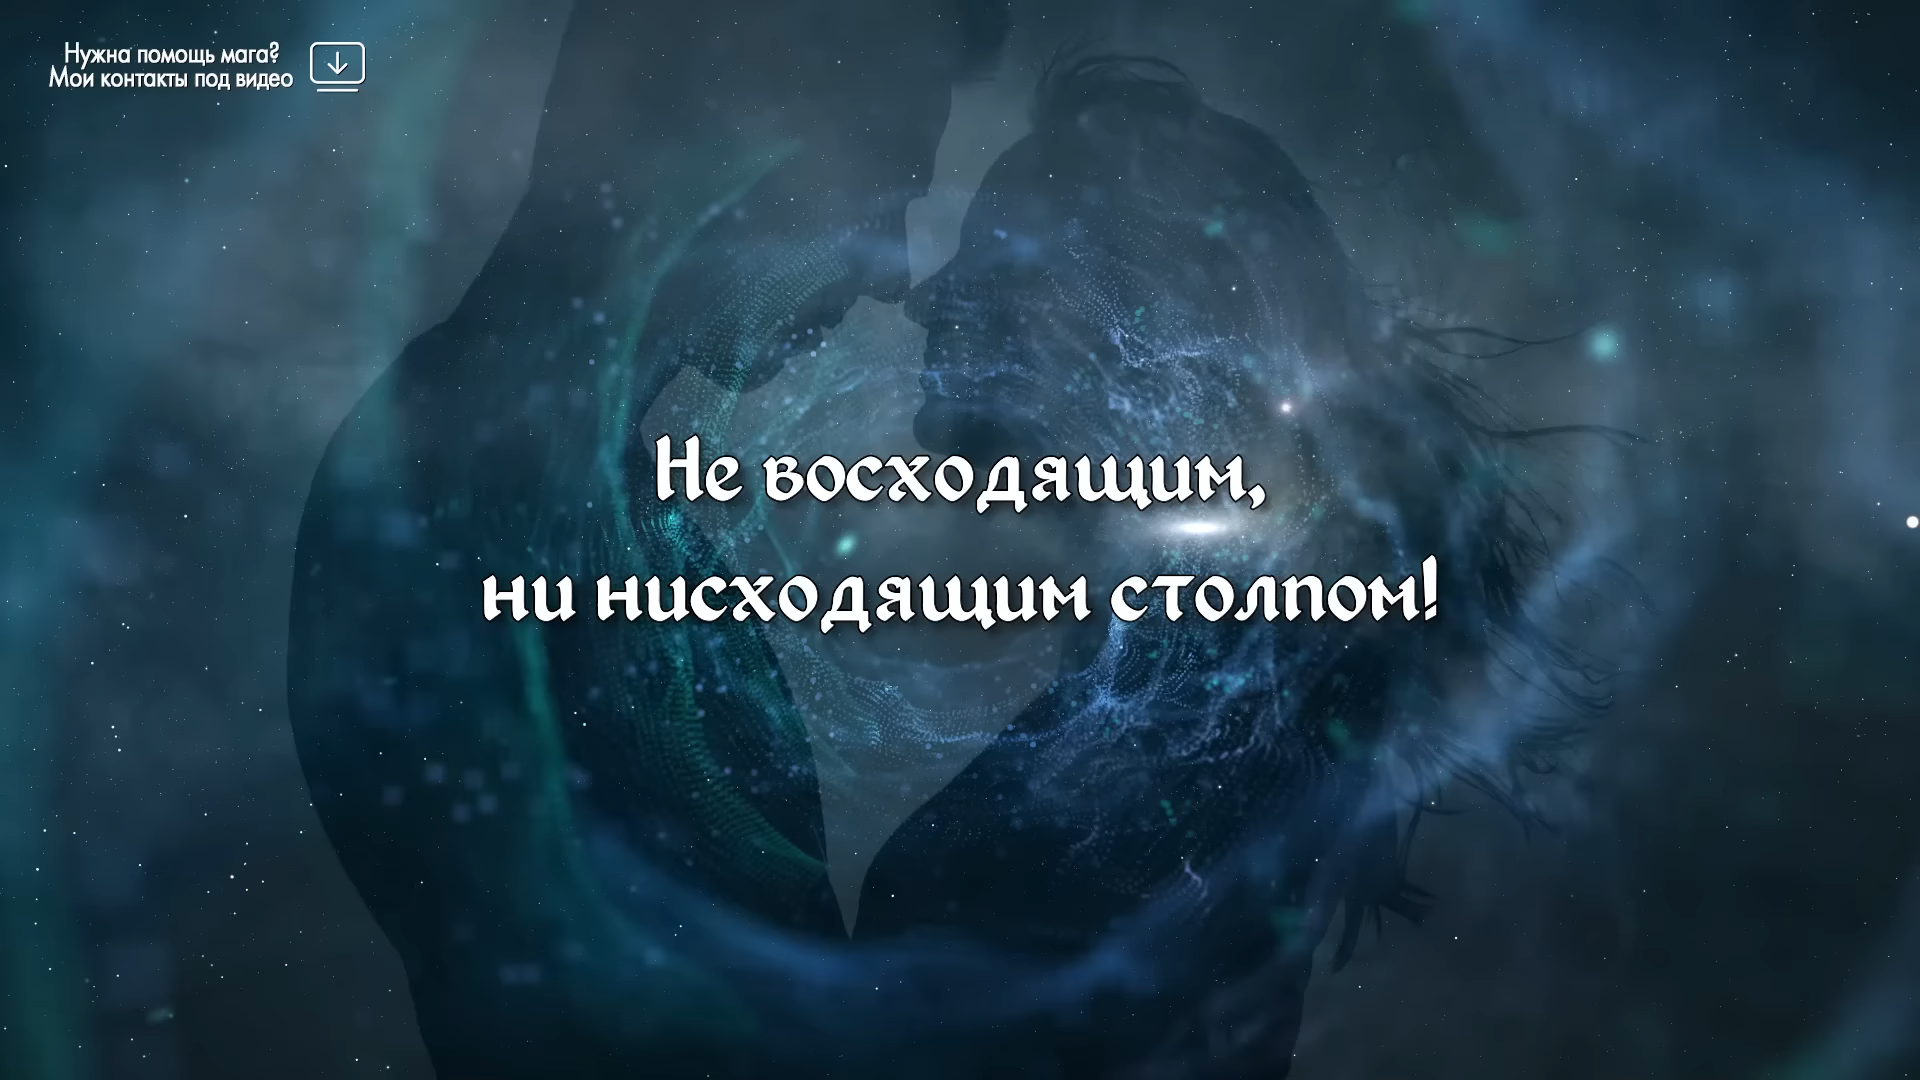 Нужна помощь мага?
Мои контакты под видео
Не восходящим,
ни нисходящим столпом!